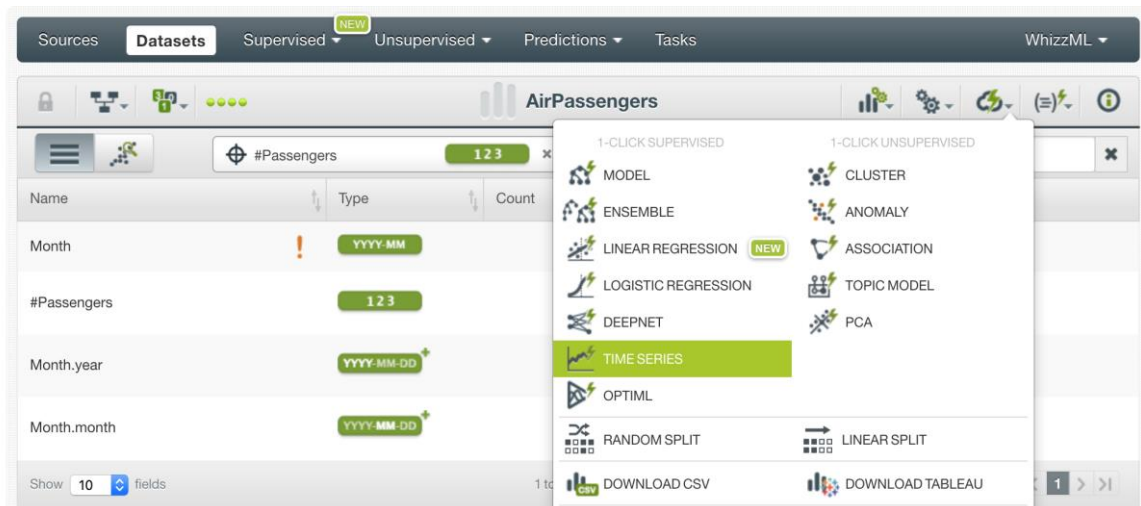 NEW
Sources Datasets Supervised Unsupervised Predictions Tasks WhizzML
AirPassengers
#Passengers 123
1-CLICK SUPERVISED 1-CLICK UNSUPERVISED
Name Type Count
MODEL CLUSTER
ENSEMBLE ANOMALY
Month YYYY-MM
LINEAR REGRESSION NEW ASSOCIATION
LOGISTIC REGRESSION TOPIC MODEL
#Passengers 123
DEEPNET PCA
Month.year YYYY-MM-DD
TIME SERIES
OPTIML
Month.month YYYY-MM-DD
RANDOM SPLIT LINEAR SPLIT
Show 10 fields 1 to
CSV DOWNLOAD CSV DOWNLOAD TABLEAU
1